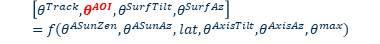 [θ^Track, θ^AOI, θ^SurfTilt, θ^SurfAz]
= f(θ^ASunZen, θ^ASunAz, lat, θ^AxisTilt, θ^AxisAz, θ^max)